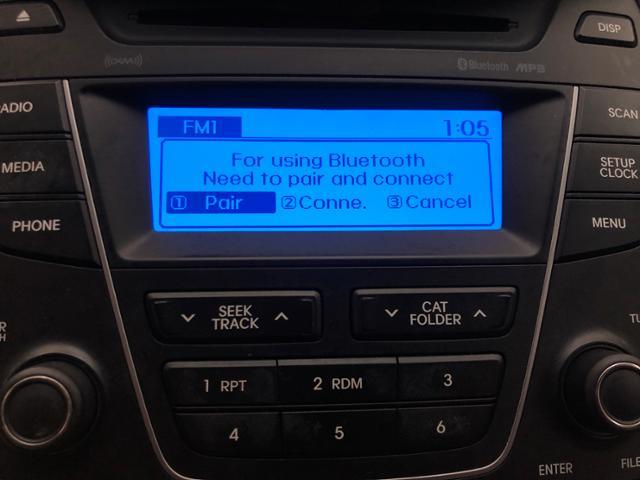 DISP
((XM)) Bluetooth MP3
RADIO SCAN
FM1 1:05
For using Bluetooth
Need to pair and connect
① Pair ②Conne. ③Cancel
MEDIA
SETUP
CLOCK
PHONE MENU
SEEK
TRACK
CAT
FOLDER
1 RPT 2 RDM 3
4 5 6
ENTER
FILE